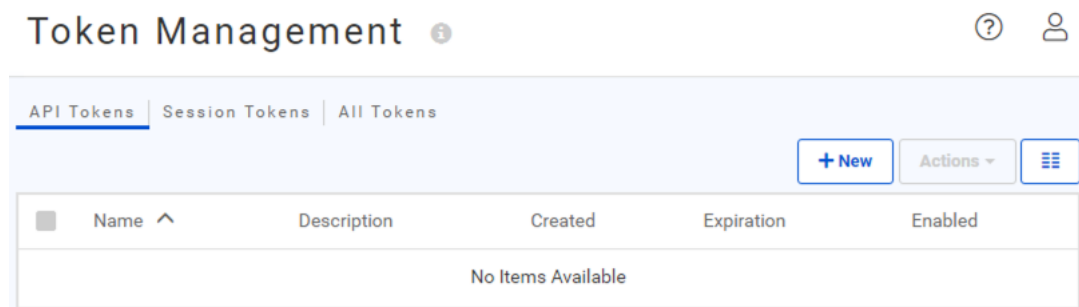 Token Management
API Tokens Session Tokens All Tokens
+ New Actions
Name Description Created Expiration Enabled
No Items Available